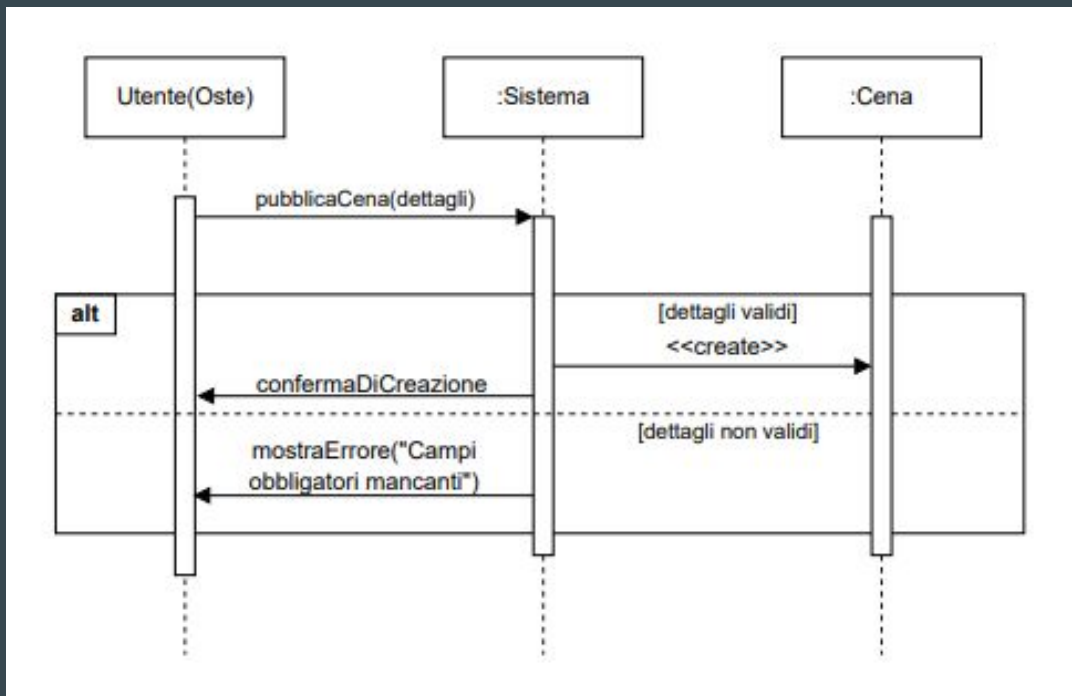 Utente(Oste)
:Sistema
:Cena
pubblicaCena(dettagli)
alt
[dettagli validi]
<<create>>
confermaDiCreazione
[dettagli non validi]
mostraErrore("Campi
obbligatori mancanti")